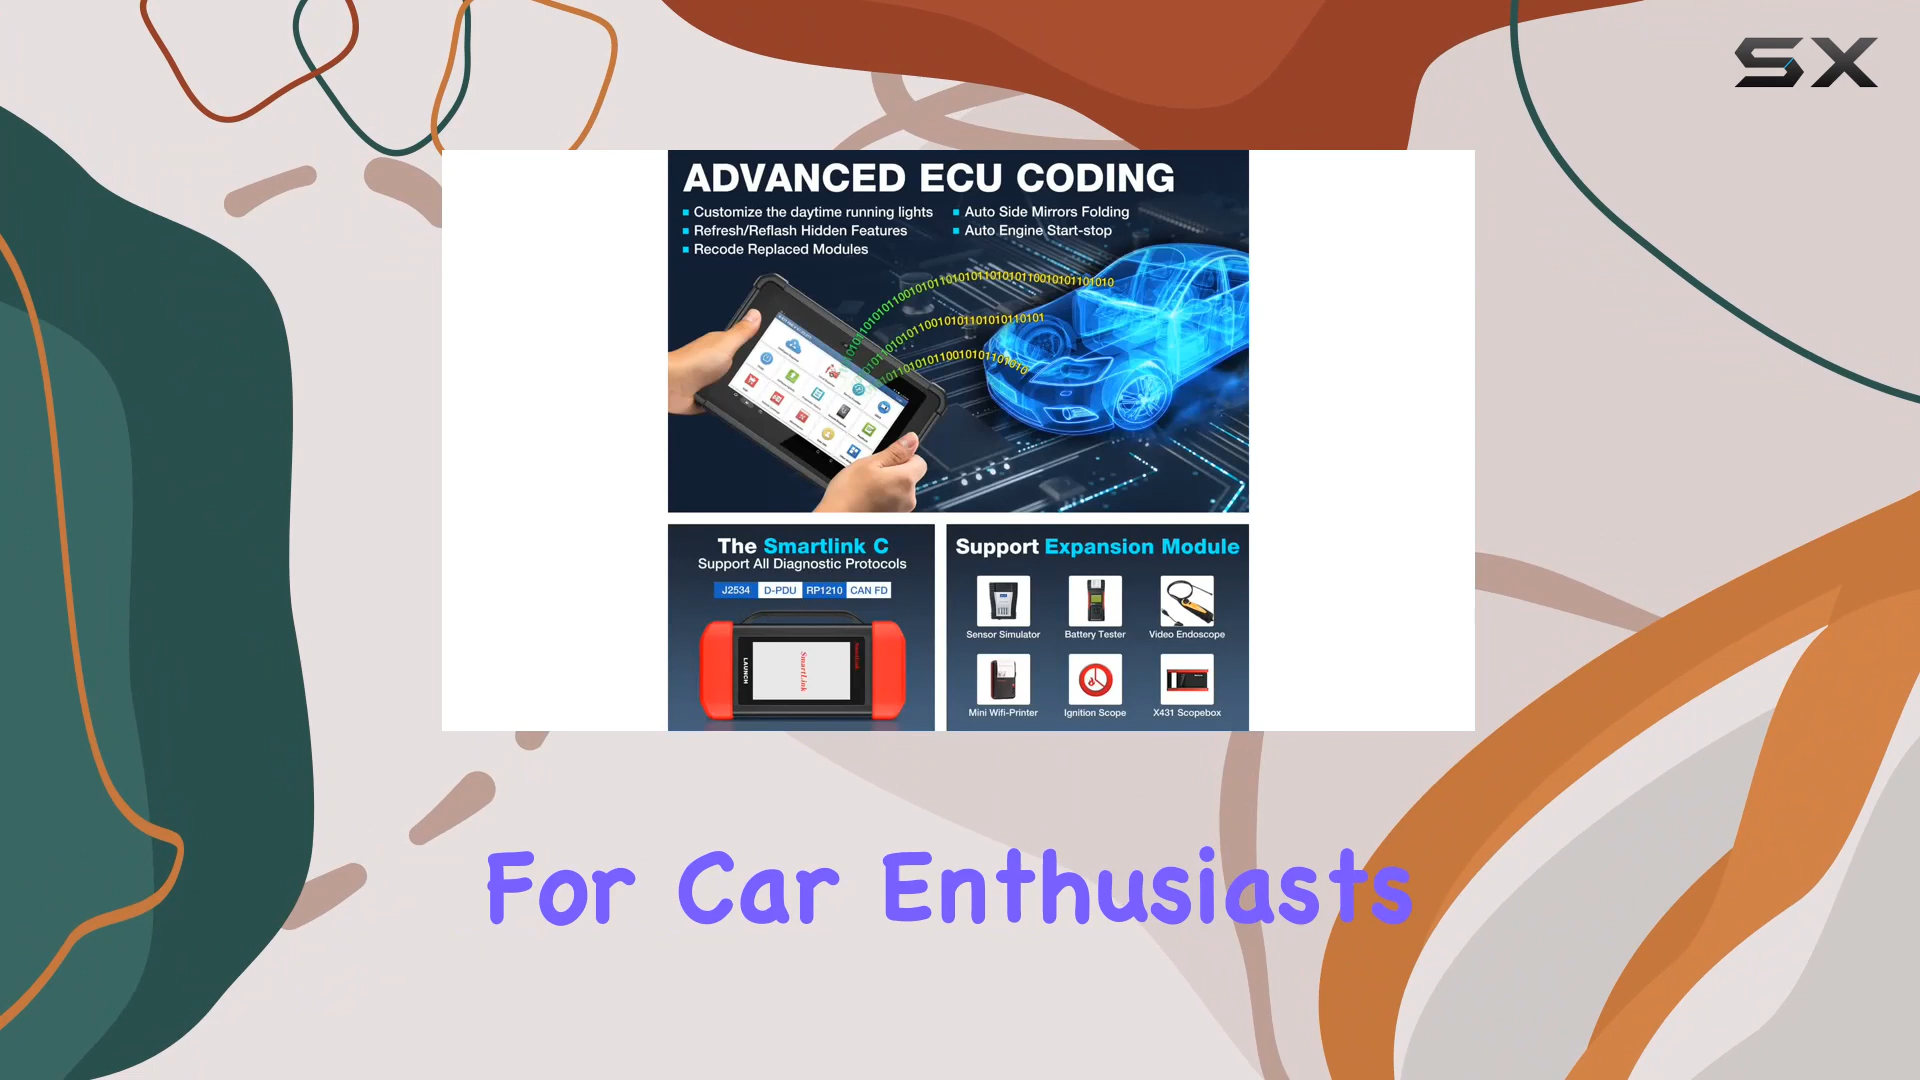 SX
ADVANCED ECU CODING
Customize the daytime running lights
Refresh/Reflash Hidden Features
Recode Replaced Modules
Auto Side Mirrors Folding
Auto Engine Start-stop
The Smartlink C
Support All Diagnostic Protocols
J2534 D-PDU RP1210 CAN FD
LAUNCH
SmartLink
Support Expansion Module
Sensor Simulator Battery Tester Video Endoscope
Mini Wifi-Printer Ignition Scope X431 Scopebox
For Car Enthusiasts